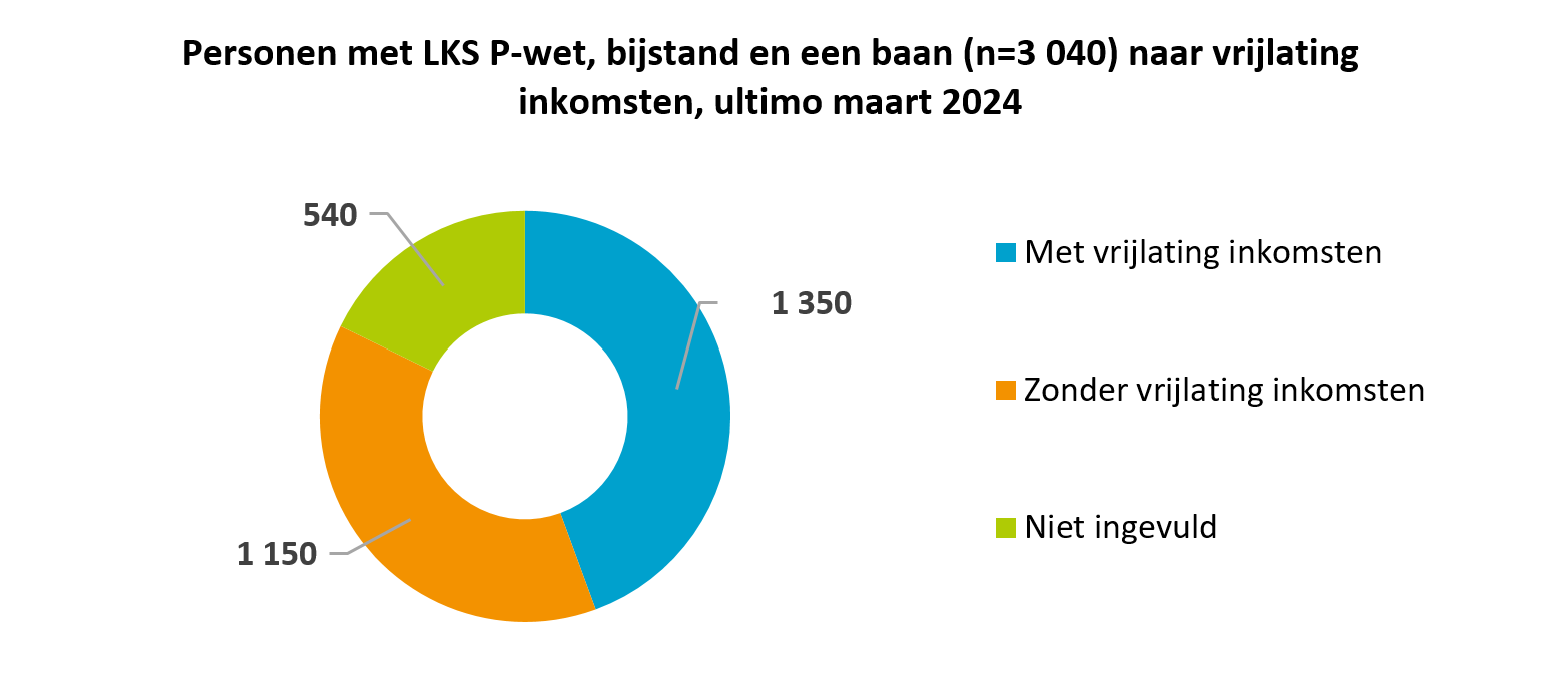 Personen met LKS P-wet, bijstand en een baan (n=3 040) naar vrijlating
inkomsten, ultimo maart 2024
540
1 350
1 150
Met vrijlating inkomsten
Zonder vrijlating inkomsten
Niet ingevuld